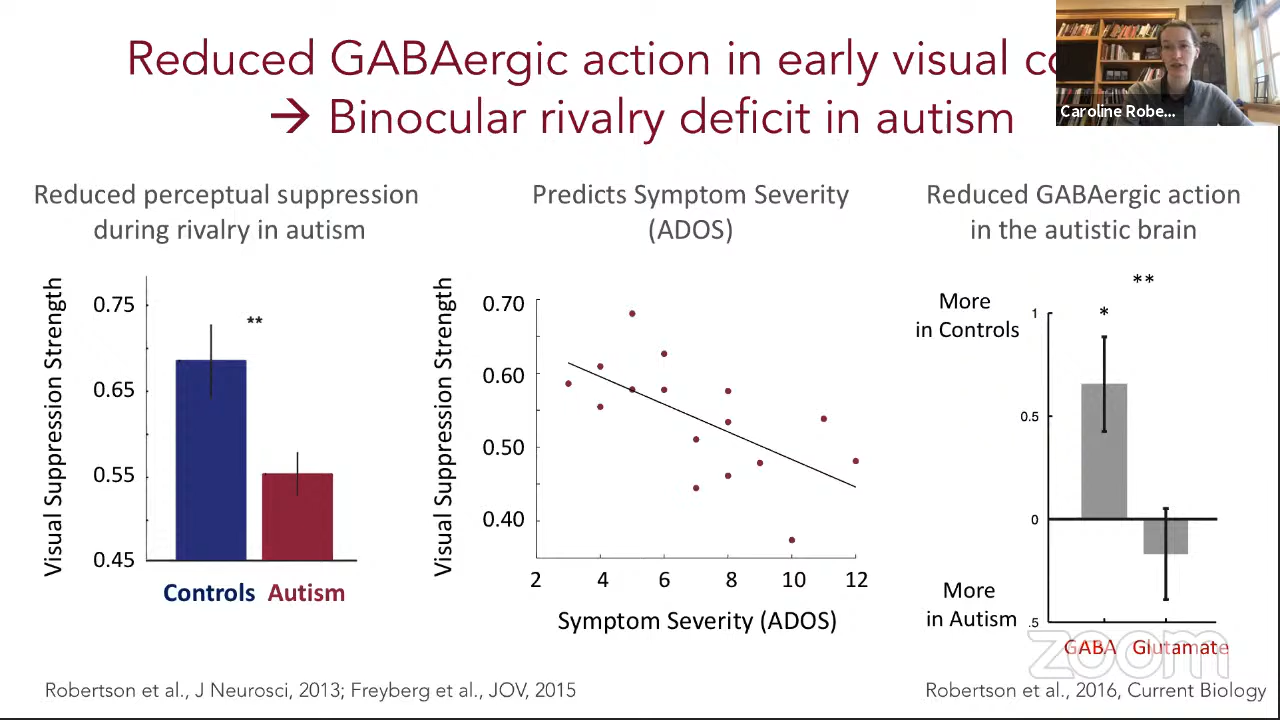 Reduced GABAergic action in early visual co
→ Binocular rivalry deficit in autism
Caroline Robe...
Reduced perceptual suppression
during rivalry in autism
Visual Suppression Strength
0.75
0.65
0.55
0.45
**
Controls Autism
Predicts Symptom Severity
(ADOS)
Visual Suppression Strength
0.70
0.60
0.50
0.40
2 4 6 8 10 12
Symptom Severity (ADOS)
Reduced GABAergic action
in the autistic brain
**
*
More
in Controls
1
0.5
0
More
in Autism
.5
GABA Glutamate
zoom
Robertson et al., J Neurosci, 2013; Freyberg et al., JOV, 2015
Robertson et al., 2016, Current Biology